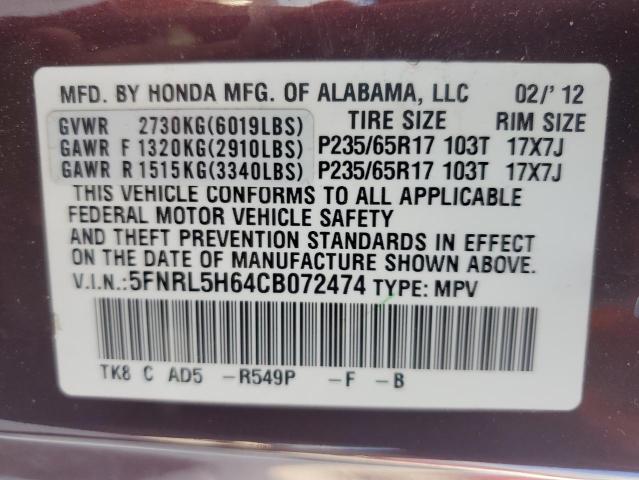 MFD. BY HONDA MFG. OF ALABAMA, LLC 02/' 12
GVWR 2730KG(6019LBS) TIRE SIZE RIM SIZE
GAWR F 1320KG(2910LBS) P235/65R17 103T 17X7J
GAWR R 1515KG(3340LBS) P235/65R17 103T 17X7J
THIS VEHICLE CONFORMS TO ALL APPLICABLE
FEDERAL MOTOR VEHICLE SAFETY
AND THEFT PREVENTION STANDARDS IN EFFECT
ON THE DATE OF MANUFACTURE SHOWN ABOVE.
V.I.N.:5FNRL5H64CB072474 TYPE: MPV
TK8 C AD5 -R549P -F -B